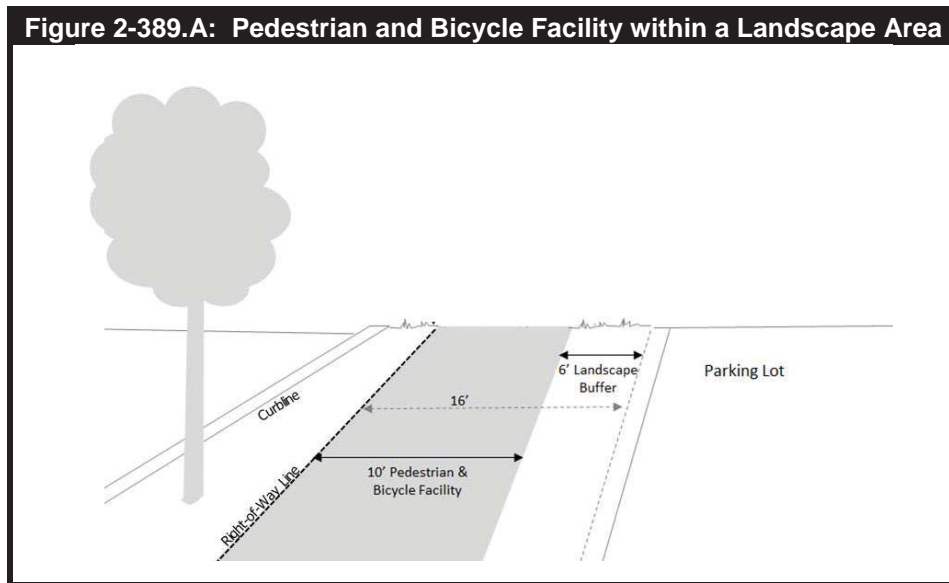 Figure 2-389.A: Pedestrian and Bicycle Facility within a Landscape Area
6' Landscape
Buffer
Parking Lot
16'
Curbline
10' Pedestrian &
Bicycle Facility
Right-of-Way Line